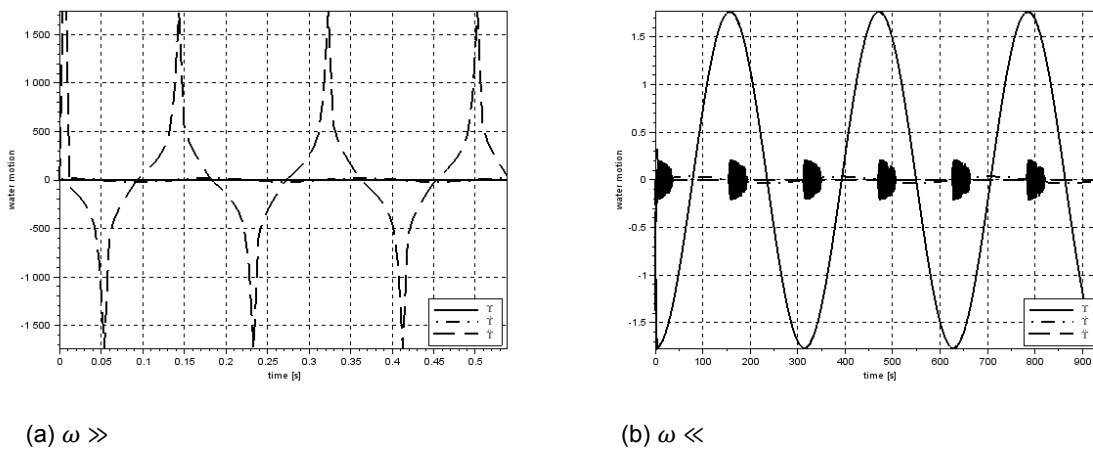 1 500
1 000
500
0
-500
-1 000
-1 500
water motion
0 0.05 0.1 0.15 0.2 0.25 0.3 0.35 0.4 0.45 0.5
time [s]
ϒ
ϒ̇
ϔ
(a) ω ≫
1.5
1
0.5
0
-0.5
-1
-1.5
water motion
0 100 200 300 400 500 600 700 800 900
time [s]
ϒ
ϒ̇
ϔ
(b) ω ≪